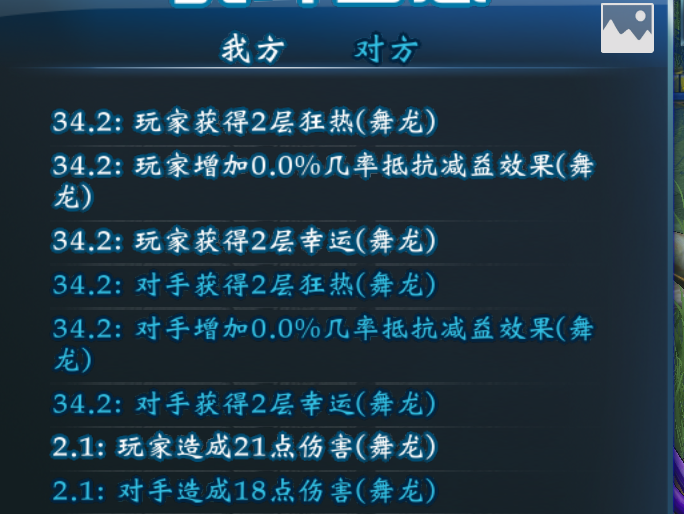 我方 对方
34.2: 玩家获得2层狂热(舞龙)
34.2: 玩家增加0.0%几率抵抗减益效果(舞
龙)
34.2: 玩家获得2层幸运(舞龙)
34.2: 对手获得2层狂热(舞龙)
34.2: 对手增加0.0%几率抵抗减益效果(舞
龙)
34.2: 对手获得2层幸运(舞龙)
2.1: 玩家造成21点伤害(舞龙)
2.1: 对手造成18点伤害(舞龙)